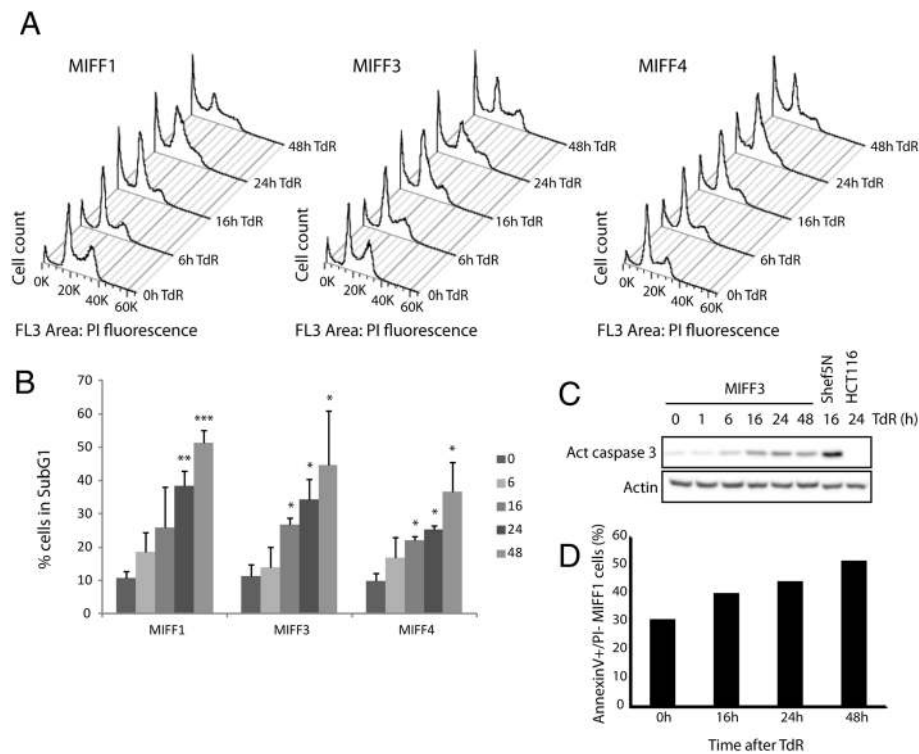 A
MIFF1
MIFF3
MIFF4
48h TdR
24h TdR
16h TdR
6h TdR
0h TdR
Cell count
0K
20K
40K
60K
FL3 Area: PI fluorescence
48h TdR
24h TdR
16h TdR
6h TdR
0h TdR
Cell count
0K
20K
40K
60K
FL3 Area: PI fluorescence
48h TdR
24h TdR
16h TdR
6h TdR
0h TdR
Cell count
0K
20K
40K
60K
FL3 Area: PI fluorescence
B
% cells in SubG1
70
60
50
40
30
20
10
0
** ***
* * *
* * *
MIFF1
MIFF3
MIFF4
0
6
16
24
48
C
MIFF3
Shef5N
HCT116
0 1 6 16 24 48 16 24 TdR (h)
Act caspase 3
Actin
D
AnnexinV+/PI- MIFF1 cells (%)
60
50
40
30
20
10
0
0h
16h
24h
48h
Time after TdR